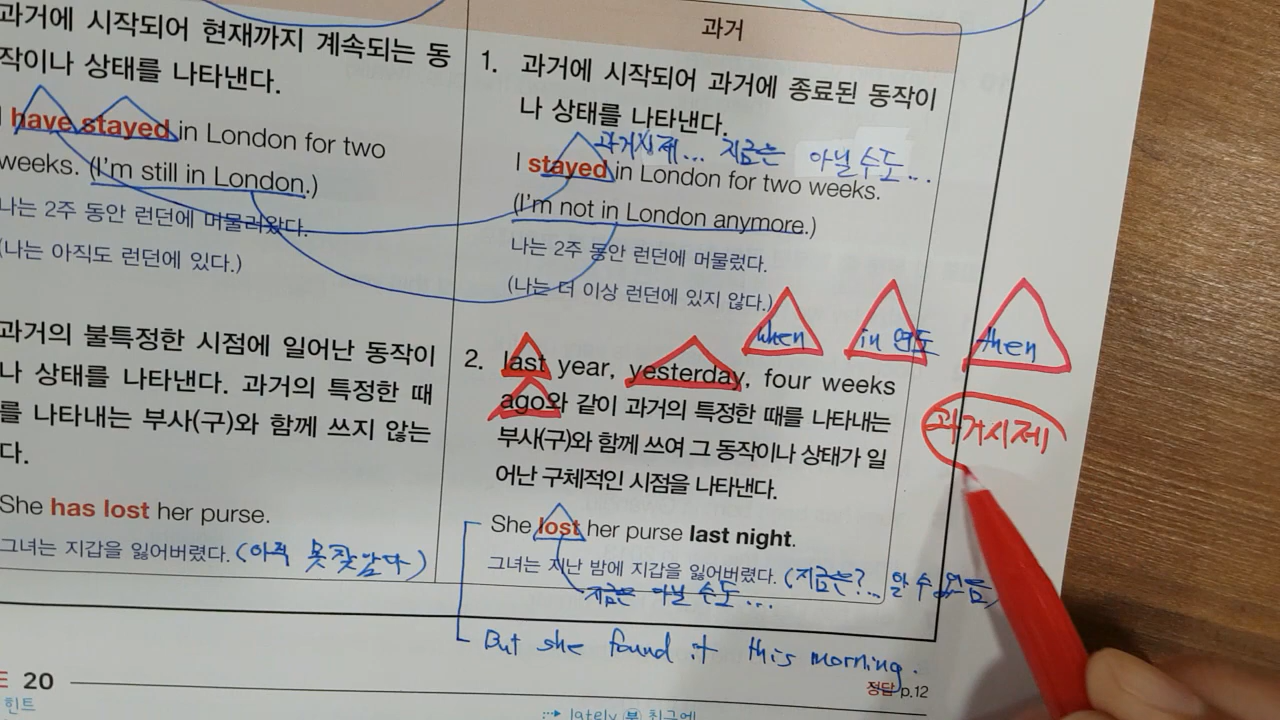 과거
과거에 시작되어 현재까지 계속되는 동
작이나 상태를 나타낸다.
I have stayed in London for two
weeks. (I'm still in London.)
나는 2주 동안 런던에 머물러왔다.
(나는 아직도 런던에 있다.)
과거의 불특정한 시점에 일어난 동작이
나 상태를 나타낸다. 과거의 특정한 때
를 나타내는 부사(구)와 함께 쓰지 않는
다.
She has lost her purse.
그녀는 지갑을 잃어버렸다. (아직 못찾았다)
1. 과거에 시작되어 과거에 종료된 동작이
나 상태를 나타낸다.
과거시제... 지금은 아닐 수도...
I stayed in London for two weeks.
(I'm not in London anymore.)
나는 2주 동안 런던에 머물렀다.
(나는 더 이상 런던에 있지 않다.)
when in 연도 then
2. last year, yesterday, four weeks
ago와 같이 과거의 특정한 때를 나타내는
부사(구)와 함께 쓰여 그 동작이나 상태가 일
어난 구체적인 시점을 나타낸다.
과거시제
She lost her purse last night.
그녀는 지난 밤에 지갑을 잃어버렸다. (지금은?.. 알 수 없음)
지금은 아닐 수도...
But she found it this morning.
정답 p.12
20
힌트
lately 부 최근에